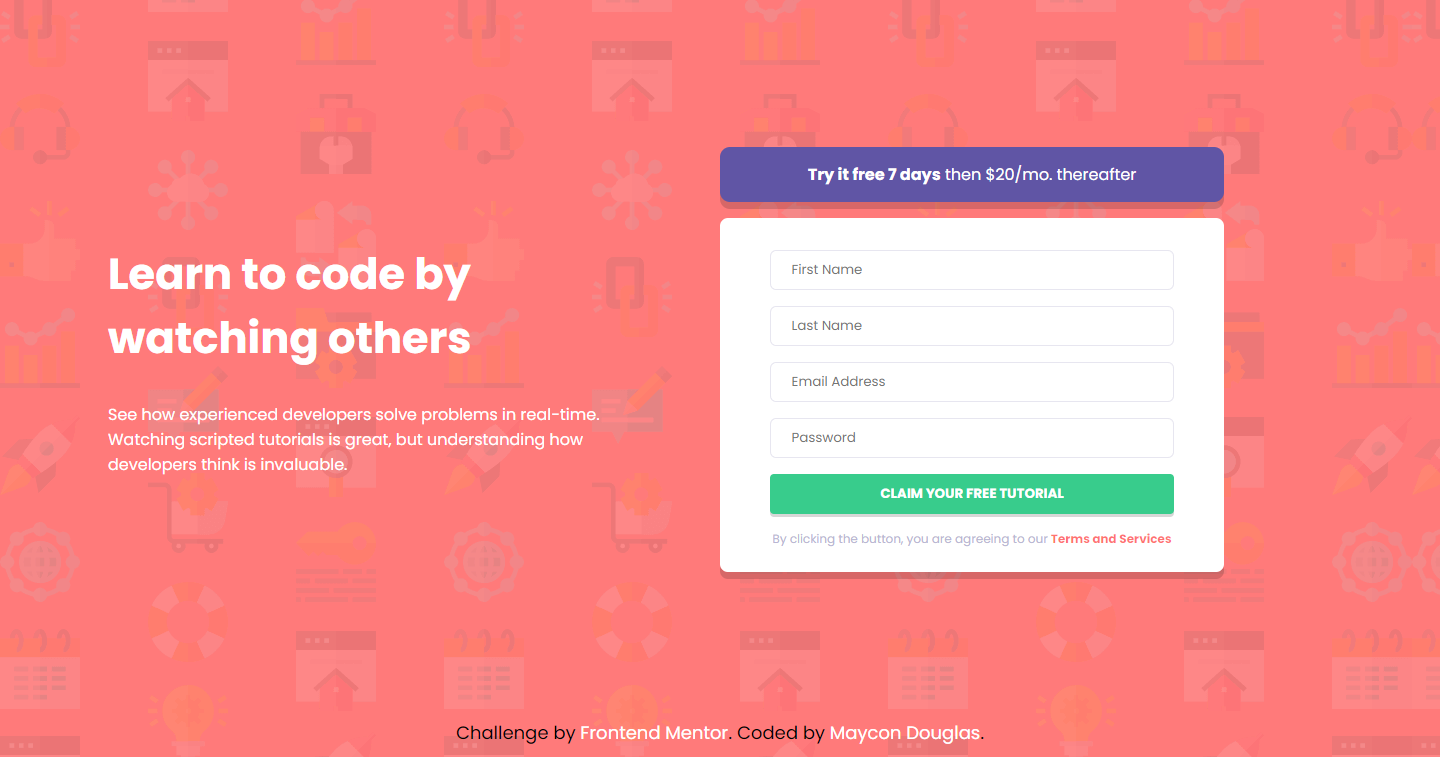 Learn to code by
watching others
See how experienced developers solve problems in real-time.
Watching scripted tutorials is great, but understanding how
developers think is invaluable.
Try it free 7 days then $20/mo. thereafter
First Name
Last Name
Email Address
Password
CLAIM YOUR FREE TUTORIAL
By clicking the button, you are agreeing to our Terms and Services
Challenge by Frontend Mentor. Coded by Maycon Douglas.